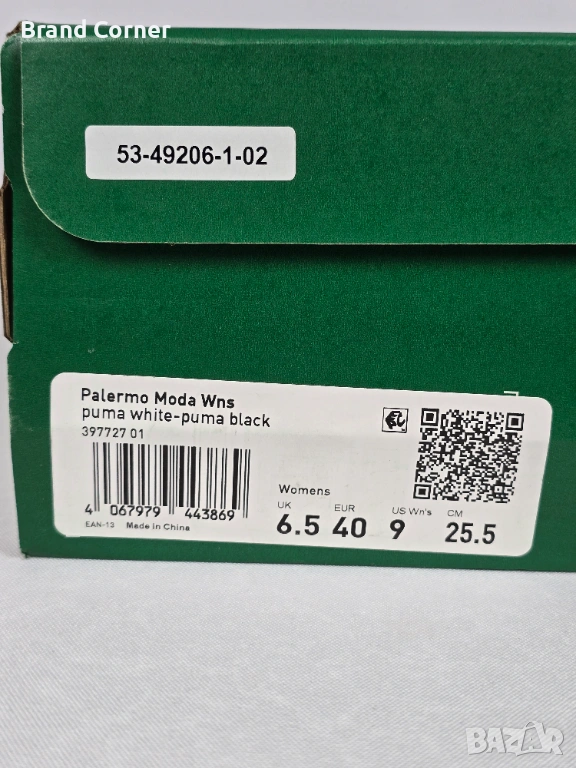 Brand Corner
53-49206-1-02
Palermo Moda Wns
puma white-puma black
397727 01
4 067979 443869
EAN-13 Made in China
Womens
UK EUR US Wn's CM
6.5 40 9 25.5
BAZAR